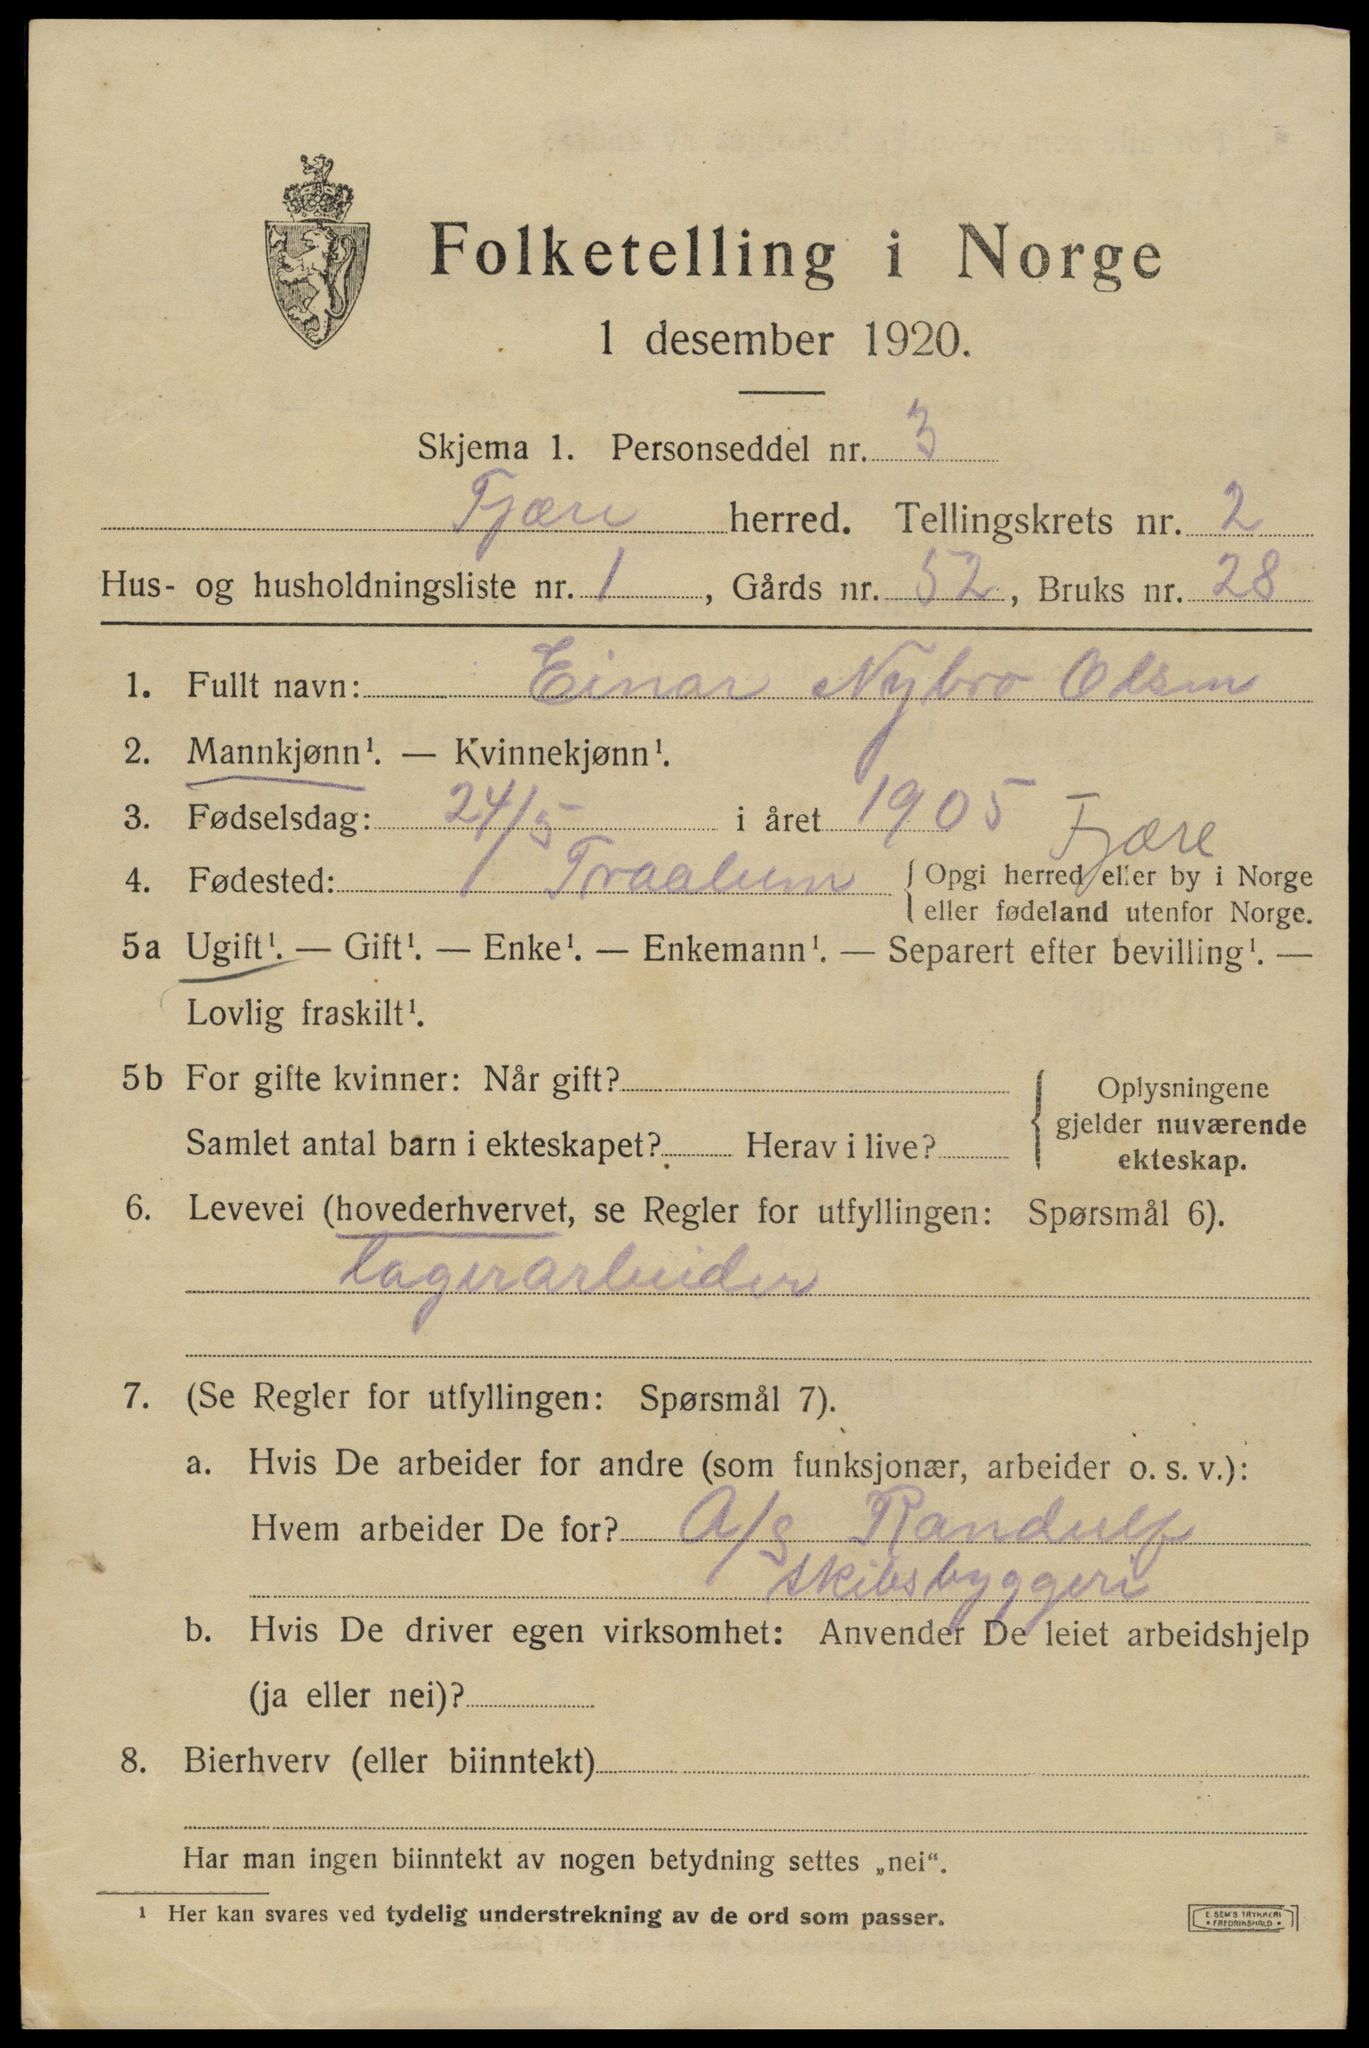 Folketelling i Norge
1 desember 1920.
Skjema 1. Personseddel nr. 3
Fjære herred. Tellingskrets nr. 2
Hus- og husholdningsliste nr. 1, Gårds nr. 52, Bruks nr. 28
1. Fullt navn: Einar Nybro Olsen
2. Mannkjønn¹. — Kvinnekjønn¹.
3. Fødselsdag: 24/5 i året 1905
Fjære
4. Fødested: Traalum { Opgi herred eller by i Norge
eller fødeland utenfor Norge.
5a Ugift¹. — Gift¹. — Enke¹. — Enkemann¹. — Separert efter bevilling¹. —
Lovlig fraskilt¹.
5b For gifte kvinner: Når gift? { Oplysningene
gjelder nuværende
Samlet antal barn i ekteskapet? Herav i live?
ekteskap.
6. Levevei (hovederhvervet, se Regler for utfyllingen: Spørsmål 6).
Lagerarbeider
7. (Se Regler for utfyllingen: Spørsmål 7).
a. Hvis De arbeider for andre (som funksjonær, arbeider o. s. v.):
Hvem arbeider De for? A/S Randulf
skibsbyggeri
b. Hvis De driver egen virksomhet: Anvender De leiet arbeidshjelp
(ja eller nei)?
8. Bierhverv (eller biinntekt)
Har man ingen biinntekt av nogen betydning settes „nei“.
¹ Her kan svares ved tydelig understrekning av de ord som passer.
E. SEM'S TRYKKERI
• FREDRIKSHALD •